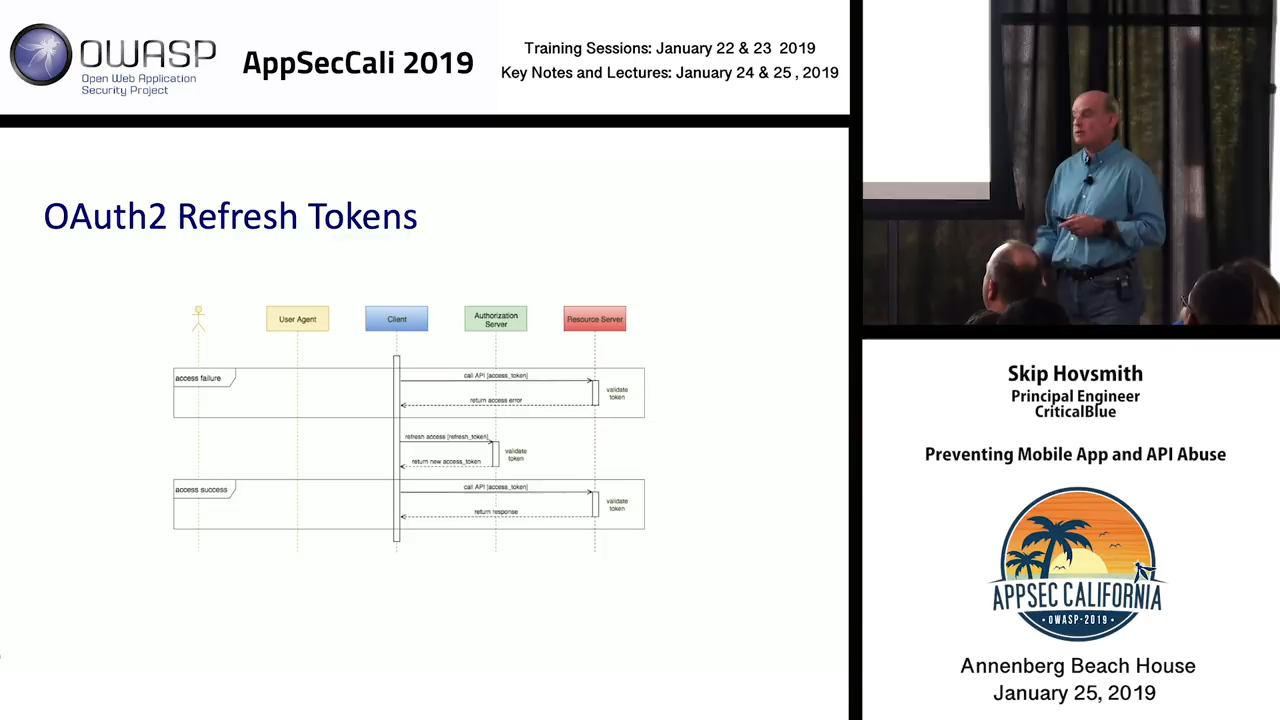 OWASP
Open Web Application
Security Project
AppSecCali 2019
Training Sessions: January 22 & 23 2019
Key Notes and Lectures: January 24 & 25 , 2019
OAuth2 Refresh Tokens
User Agent
Client
Authorization
Server
Resource Server
access failure
call API [access_token]
validate
token
return access error
refresh access [refresh_token]
validate
token
return new access_token
access success
call API [access_token]
validate
token
return response
Skip Hovsmith
Principal Engineer
CriticalBlue
Preventing Mobile App and API Abuse
APPSEC CALIFORNIA
• OWASP-2019 •
Annenberg Beach House
January 25, 2019